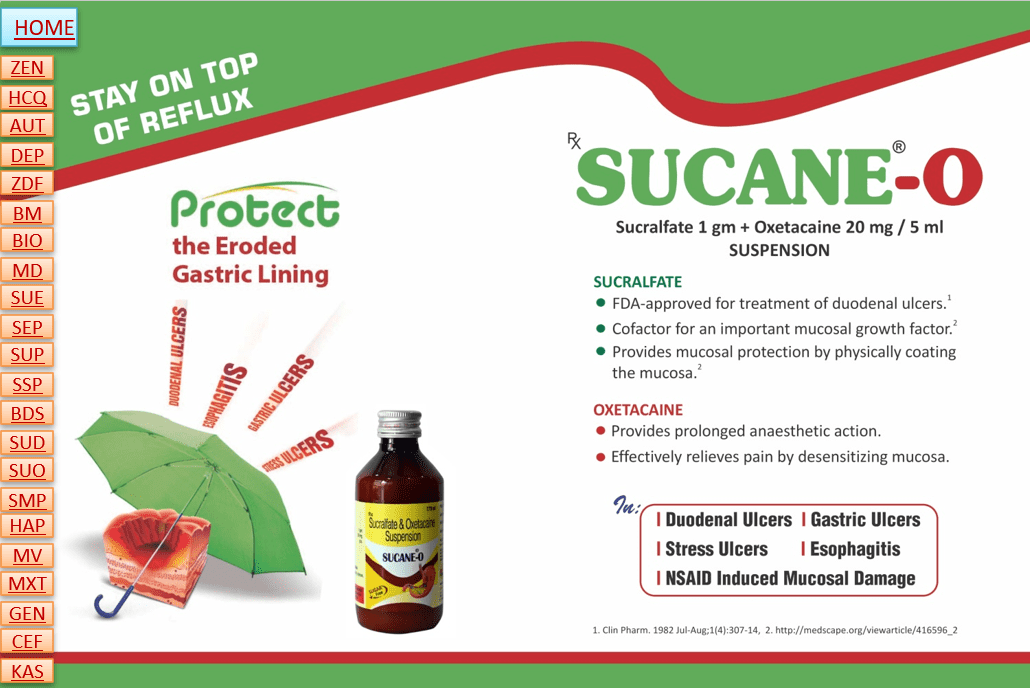 HOME
ZEN
HCQ
AUT
DEP
ZDF
BM
BIO
MD
SUE
SEP
SUP
SSP
BDS
SUD
SUO
SMP
HAP
MV
MXT
GEN
CEF
KAS
STAY ON TOP
OF REFLUX
Protect
the Eroded
Gastric Lining
DUODENAL ULCERS
ESOPHAGITIS
GASTRIC ULCERS
STRESS ULCERS
Sucralfate & Oxetacaine
Suspension
SUCANE-O
Rx
SUCANE®-O
Sucralfate 1 gm + Oxetacaine 20 mg / 5 ml
SUSPENSION
SUCRALFATE
● FDA-approved for treatment of duodenal ulcers.1
● Cofactor for an important mucosal growth factor.2
● Provides mucosal protection by physically coating
the mucosa.2
OXETACAINE
● Provides prolonged anaesthetic action.
● Effectively relieves pain by desensitizing mucosa.
In:
Duodenal Ulcers | Gastric Ulcers
Stress Ulcers | Esophagitis
NSAID Induced Mucosal Damage
1. Clin Pharm. 1982 Jul-Aug;1(4):307-14, 2. http://medscape.org/viewarticle/416596_2